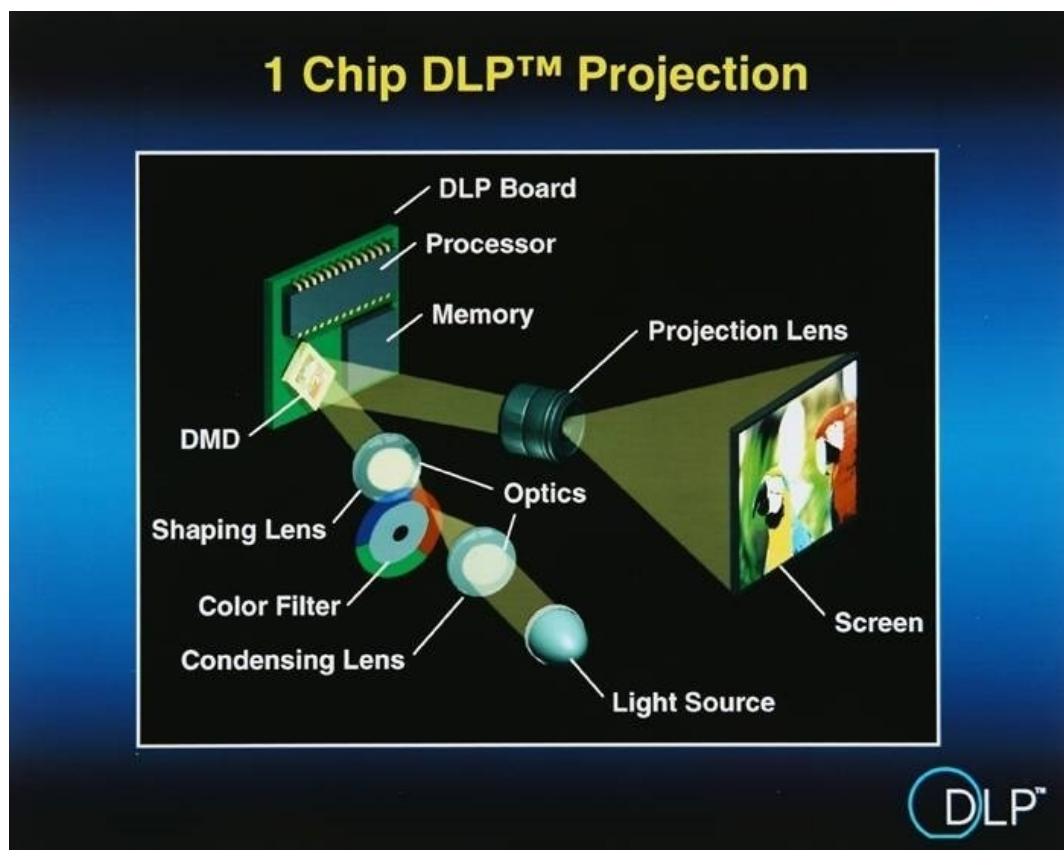 1 Chip DLP™ Projection
DLP Board
Processor
Memory
Projection Lens
DMD
Optics
Shaping Lens
Color Filter
Screen
Condensing Lens
Light Source
DLP™